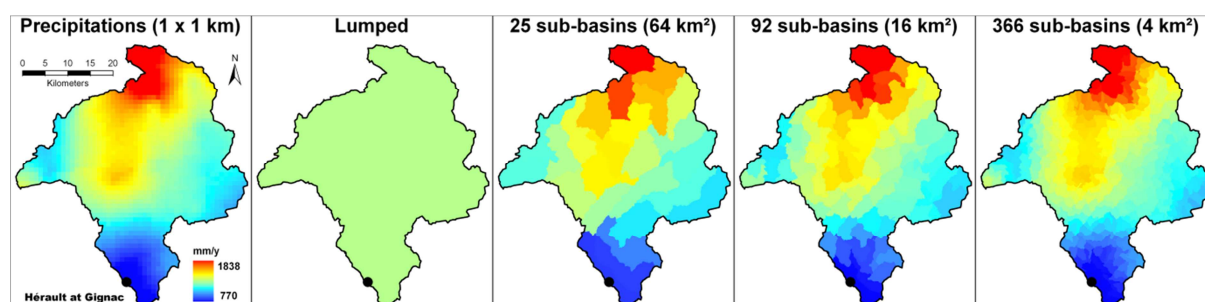 Precipitations (1 x 1 km)
Lumped
25 sub-basins (64 km²)
92 sub-basins (16 km²)
366 sub-basins (4 km²)
0 5 10 15 20
Kilometers
N
mm/y
1838
770
Hérault at Gignac